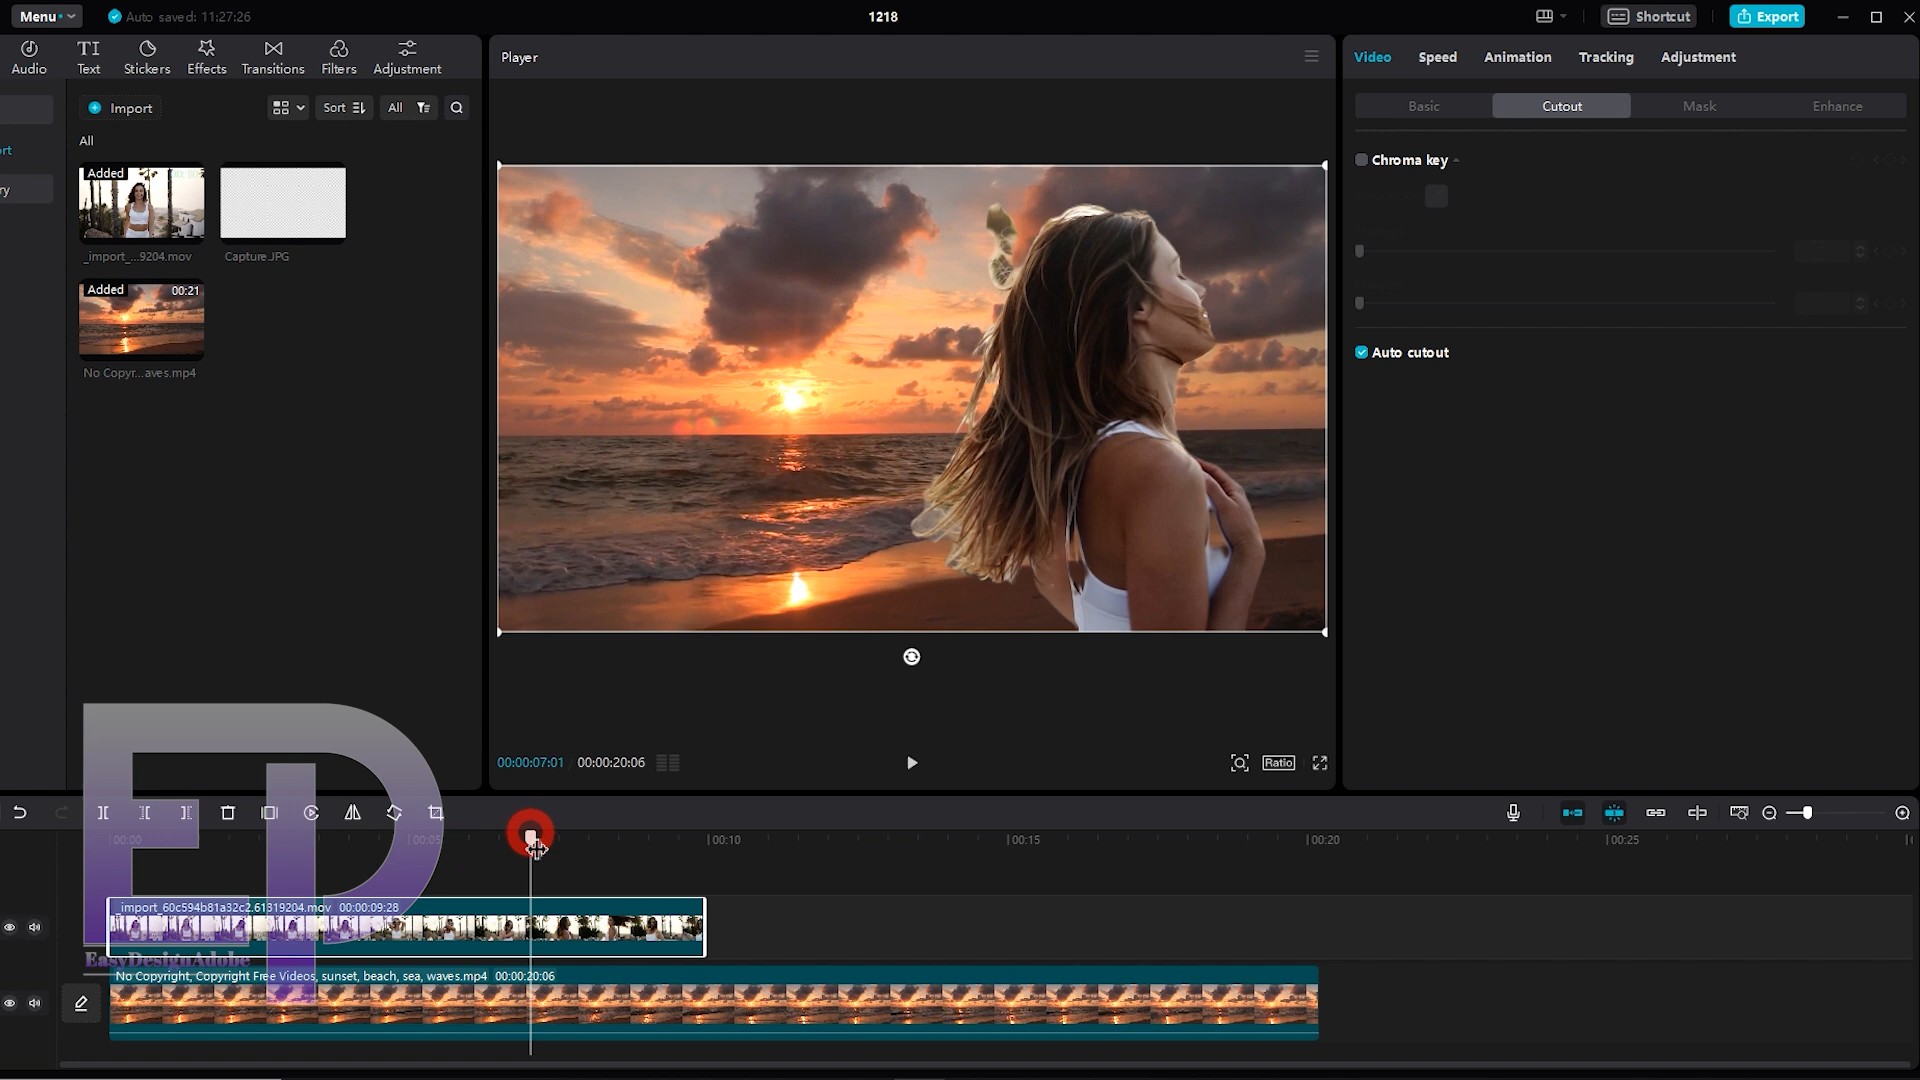 Menu
Auto saved: 11:27:26
1218
Shortcut
Export
Audio
Text
Stickers
Effects
Transitions
Filters
Adjustment
Player
Video
Speed
Animation
Tracking
Adjustment
Import
Sort
All
Basic
Cutout
Mask
Enhance
All
rt
ry
Added
_import_...9204.mov
Capture.JPG
Added
00:21
No Copyr...aves.mp4
Chroma key
Auto cutout
00:00:07:01
00:00:20:06
Ratio
00:00
00:05
00:10
00:15
00:20
00:25
_import_60c594b81a32c2.61319204.mov 00:00:09:28
ED
EasyDesignAdobe
No Copyright, Copyright Free Videos, sunset, beach, sea, waves.mp4 00:00:20:06